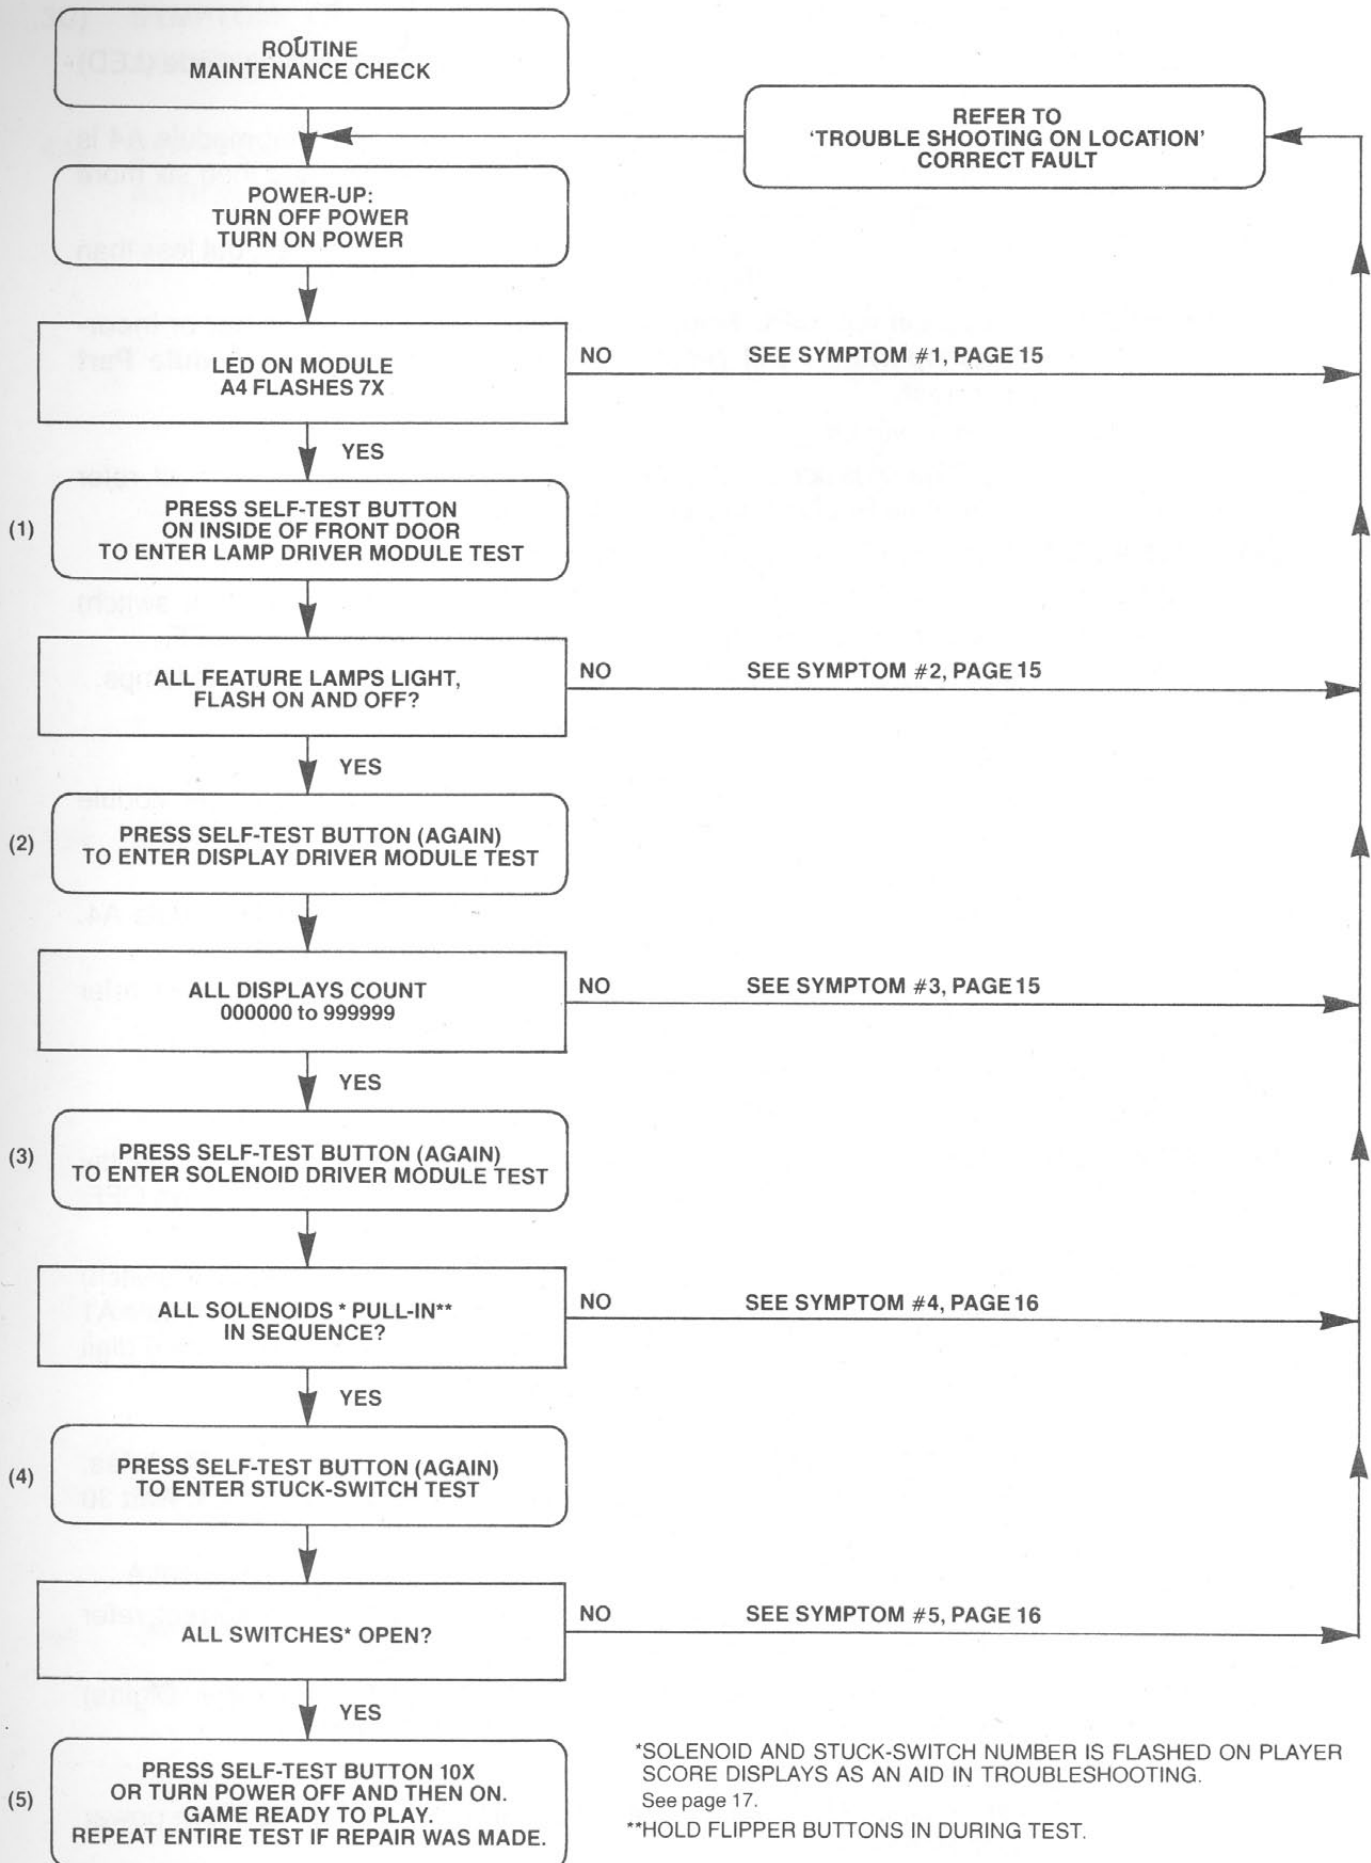 ROUTINE
MAINTENANCE CHECK
REFER TO
'TROUBLE SHOOTING ON LOCATION'
CORRECT FAULT
POWER-UP:
TURN OFF POWER
TURN ON POWER
LED ON MODULE
A4 FLASHES 7X
NO
SEE SYMPTOM #1, PAGE 15
YES
(1)
PRESS SELF-TEST BUTTON
ON INSIDE OF FRONT DOOR
TO ENTER LAMP DRIVER MODULE TEST
ALL FEATURE LAMPS LIGHT,
FLASH ON AND OFF?
NO
SEE SYMPTOM #2, PAGE 15
YES
(2)
PRESS SELF-TEST BUTTON (AGAIN)
TO ENTER DISPLAY DRIVER MODULE TEST
ALL DISPLAYS COUNT
000000 to 999999
NO
SEE SYMPTOM #3, PAGE 15
YES
(3)
PRESS SELF-TEST BUTTON (AGAIN)
TO ENTER SOLENOID DRIVER MODULE TEST
ALL SOLENOIDS * PULL-IN**
IN SEQUENCE?
NO
SEE SYMPTOM #4, PAGE 16
YES
(4)
PRESS SELF-TEST BUTTON (AGAIN)
TO ENTER STUCK-SWITCH TEST
ALL SWITCHES* OPEN?
NO
SEE SYMPTOM #5, PAGE 16
YES
(5)
PRESS SELF-TEST BUTTON 10X
OR TURN POWER OFF AND THEN ON.
GAME READY TO PLAY.
REPEAT ENTIRE TEST IF REPAIR WAS MADE.
*SOLENOID AND STUCK-SWITCH NUMBER IS FLASHED ON PLAYER
SCORE DISPLAYS AS AN AID IN TROUBLESHOOTING.
See page 17.
**HOLD FLIPPER BUTTONS IN DURING TEST.